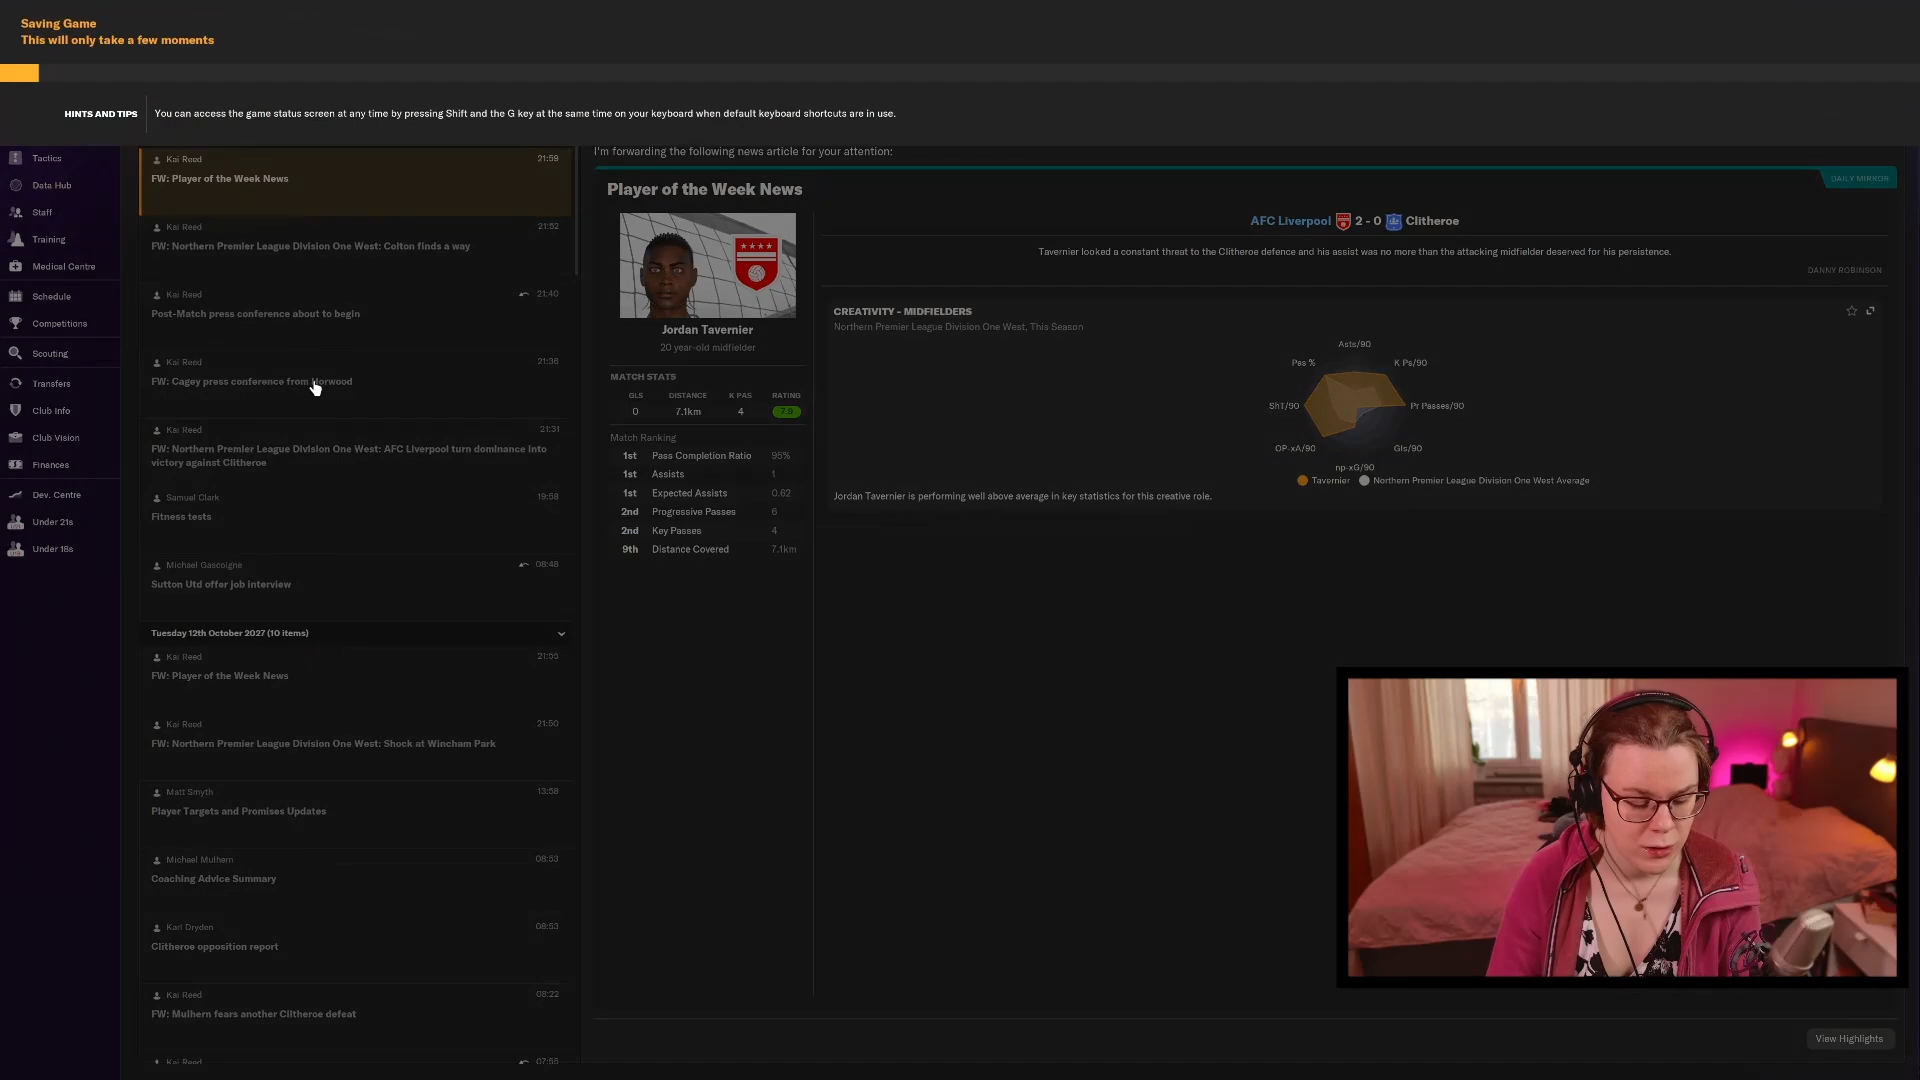 Saving Game
This will only take a few moments
HINTS AND TIPS
You can access the game status screen at any time by pressing Shift and the G key at the same time on your keyboard when default keyboard shortcuts are in use.
Tactics
Data Hub
Staff
Training
Medical Centre
Schedule
Competitions
Scouting
Transfers
Club Info
Club Vision
Finances
Dev. Centre
Under 21s
Under 18s
Kai Reed 21:59
FW: Player of the Week News
Kai Reed 21:52
FW: Northern Premier League Division One West: Colton finds a way
Kai Reed 21:40
Post-Match press conference about to begin
Kai Reed 21:36
FW: Cagey press conference from Horwood
Kai Reed 21:31
FW: Northern Premier League Division One West: AFC Liverpool turn dominance into
victory against Clitheroe
Samuel Clark 19:58
Fitness tests
Michael Gascoigne 08:48
Sutton Utd offer job interview
Tuesday 12th October 2027 (10 items)
Kai Reed 21:55
FW: Player of the Week News
Kai Reed 21:50
FW: Northern Premier League Division One West: Shock at Wincham Park
Matt Smyth 13:58
Player Targets and Promises Updates
Michael Mulhern 08:53
Coaching Advice Summary
Karl Dryden 08:53
Clitheroe opposition report
Kai Reed 08:22
FW: Mulhern fears another Clitheroe defeat
Kai Reed 07:55
I'm forwarding the following news article for your attention:
DAILY MIRROR
Player of the Week News
Jordan Tavernier
20 year-old midfielder
MATCH STATS
GLS DISTANCE K PAS RATING
0 7.1km 4 7.9
Match Ranking
1st Pass Completion Ratio 95%
1st Assists 1
1st Expected Assists 0.62
2nd Progressive Passes 6
2nd Key Passes 4
9th Distance Covered 7.1km
AFC Liverpool 2 - 0 Clitheroe
Tavernier looked a constant threat to the Clitheroe defence and his assist was no more than the attacking midfielder deserved for his persistence.
DANNY ROBINSON
CREATIVITY - MIDFIELDERS
Northern Premier League Division One West, This Season
Asts/90
Pas %
K Ps/90
ShT/90
Pr Passes/90
OP-xA/90
Gls/90
np-xG/90
Tavernier Northern Premier League Division One West Average
Jordan Tavernier is performing well above average in key statistics for this creative role.
View Highlights